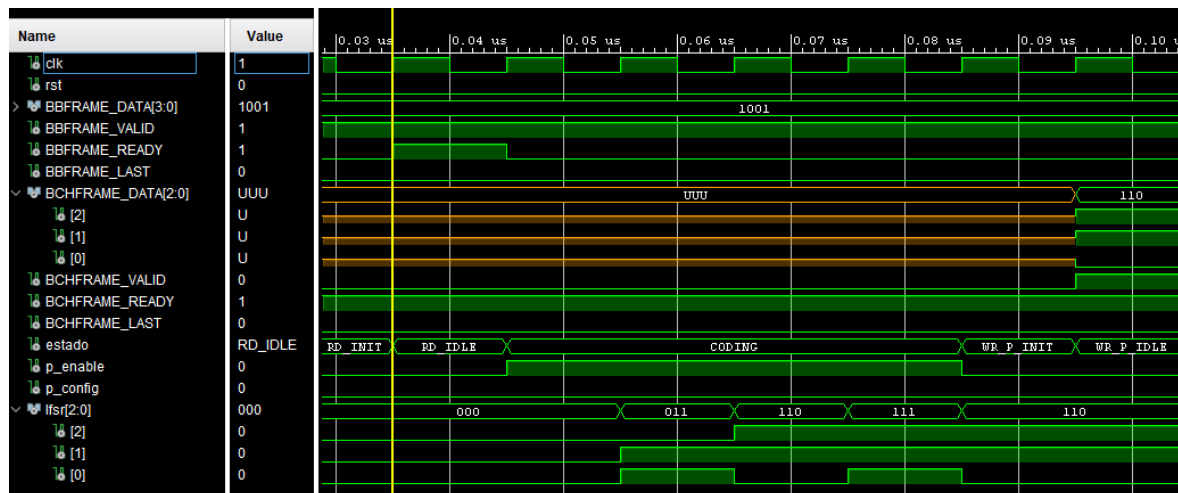 Name Value
0.03 us 0.04 us 0.05 us 0.06 us 0.07 us 0.08 us 0.09 us 0.10
clk 1
rst 0
BBFRAME_DATA[3:0] 1001 1001
BBFRAME_VALID 1
BBFRAME_READY 1
BBFRAME_LAST 0
BCHFRAME_DATA[2:0] UUU UUU 110
[2] U
[1] U
[0] U
BCHFRAME_VALID 0
BCHFRAME_READY 1
BCHFRAME_LAST 0
estado RD_IDLE RD_INIT RD_IDLE CODING WR_P_INIT WR_P_IDLE
p_enable 0
p_config 0
lfsr[2:0] 000 000 011 110 111 110
[2] 0
[1] 0
[0] 0